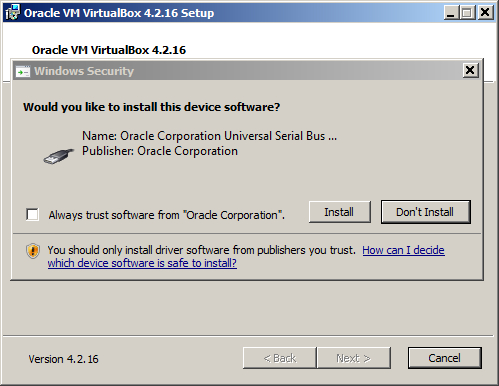 Oracle VM VirtualBox 4.2.16 Setup
Oracle VM VirtualBox 4.2.16
Windows Security
Would you like to install this device software?
Name: Oracle Corporation Universal Serial Bus ...
Publisher: Oracle Corporation
Always trust software from "Oracle Corporation".
Install
Don't Install
You should only install driver software from publishers you trust. How can I decide
which device software is safe to install?
Version 4.2.16
< Back
Next >
Cancel